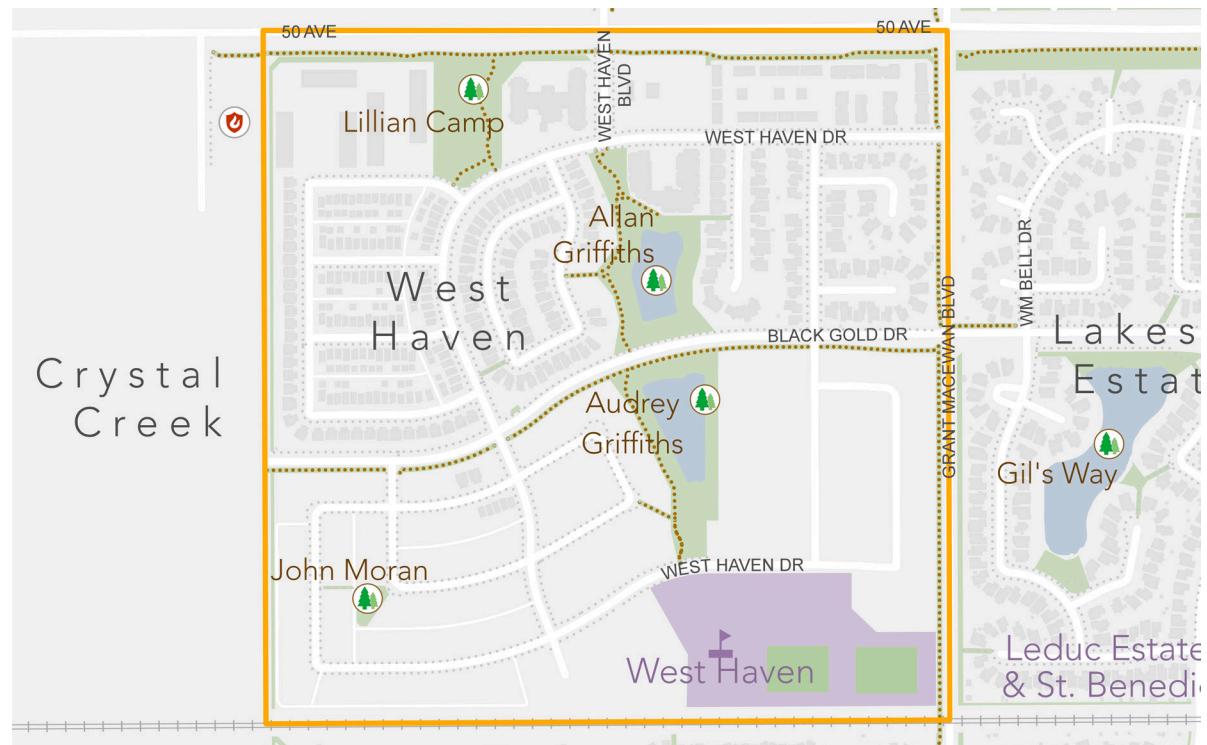 50 AVE
50 AVE
WEST HAVEN
BLVD
Lillian Camp
WEST HAVEN DR
Allan
Griffiths
WM BELL DR
West
Haven
GRANT MACEWAN BLVD
BLACK GOLD DR
Lakes
Estat
Crystal
Creek
Audrey
Griffiths
Gil's Way
John Moran
WEST HAVEN DR
West Haven
Leduc Estate
& St. Benedi